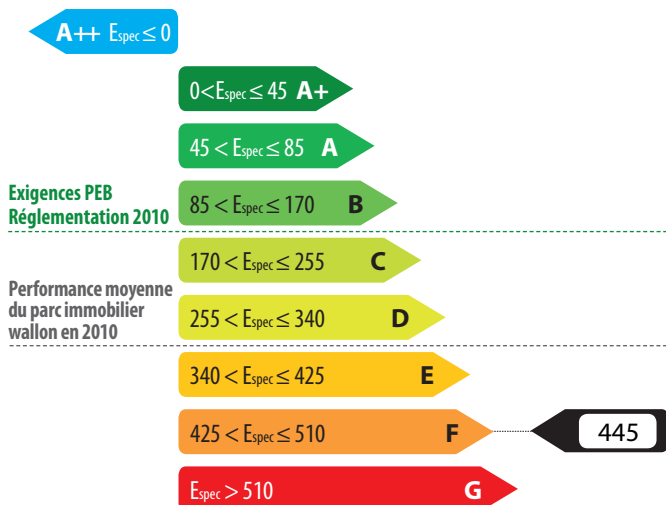 A++ Espec ≤ 0
0<Espec ≤ 45 A+
45 < Espec ≤ 85 A
Exigences PEB
Réglementation 2010
85 < Espec ≤ 170 B
170 < Espec ≤ 255 C
Performance moyenne
du parc immobilier
wallon en 2010
255 < Espec ≤ 340 D
340 < Espec ≤ 425 E
425 < Espec ≤ 510 F
445
Espec > 510 G